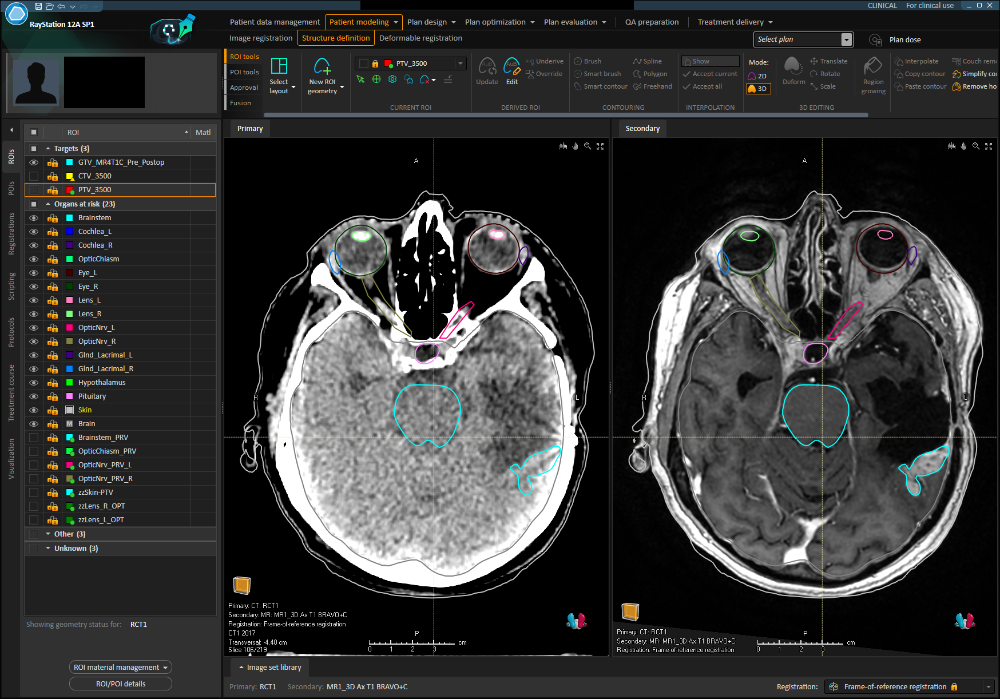 CLINICAL For clinical use
RayStation 12A SP1
Patient data management Patient modeling Plan design Plan optimization Plan evaluation QA preparation Treatment delivery
Image registration Structure definition Deformable registration
Select plan Plan dose
ROI tools
POI tools
Approval
Fusion
Select
layout
New ROI
geometry
PTV_3500
CURRENT ROI
Update
Edit
Underive
Override
DERIVED ROI
Brush
Smart brush
Smart contour
Spline
Polygon
Freehand
CONTOURING
Show
Accept current
Accept all
INTERPOLATION
Mode:
2D
3D
Deform
Translate
Rotate
Scale
3D EDITING
Region
growing
Interpolate
Copy contour
Paste contour
Couch rem
Simplify co
Remove ho
ROIs
POIs
Registrations
Scripting
Protocols
Treatment course
Visualization
ROI Matl
Targets (3)
GTV_MR4T1C_Pre_Postop
CTV_3500
PTV_3500
Organs at risk (23)
Brainstem
Cochlea_L
Cochlea_R
OpticChiasm
Eye_L
Eye_R
Lens_L
Lens_R
OpticNrv_L
OpticNrv_R
Glnd_Lacrimal_L
Glnd_Lacrimal_R
Hypothalamus
Pituitary
Skin
M Brain
Brainstem_PRV
OpticChiasm_PRV
OpticNrv_PRV_L
OpticNrv_PRV_R
zzSkin-PTV
zzLens_R_OPT
zzLens_L_OPT
Other (3)
Unknown (3)
Showing geometry status for: RCT1
ROI material management
ROI/POI details
Primary
A
R
L
Primary: CT: RCT1
Secondary: MR: MR1_3D Ax T1 BRAVO+C
Registration: Frame-of-reference registration
CT1 2017
Transversal: -4.40 cm
Slice 106/219
P
cm
0 1 2 3
Secondary
A
R
L
Primary: CT: RCT1
Secondary: MR: MR1_3D Ax T1 BRAVO+C
Registration: Frame-of-reference registration
P
cm
0 1 2 3
Image set library
Primary: RCT1 Secondary: MR1_3D Ax T1 BRAVO+C Registration: Frame-of-reference registration